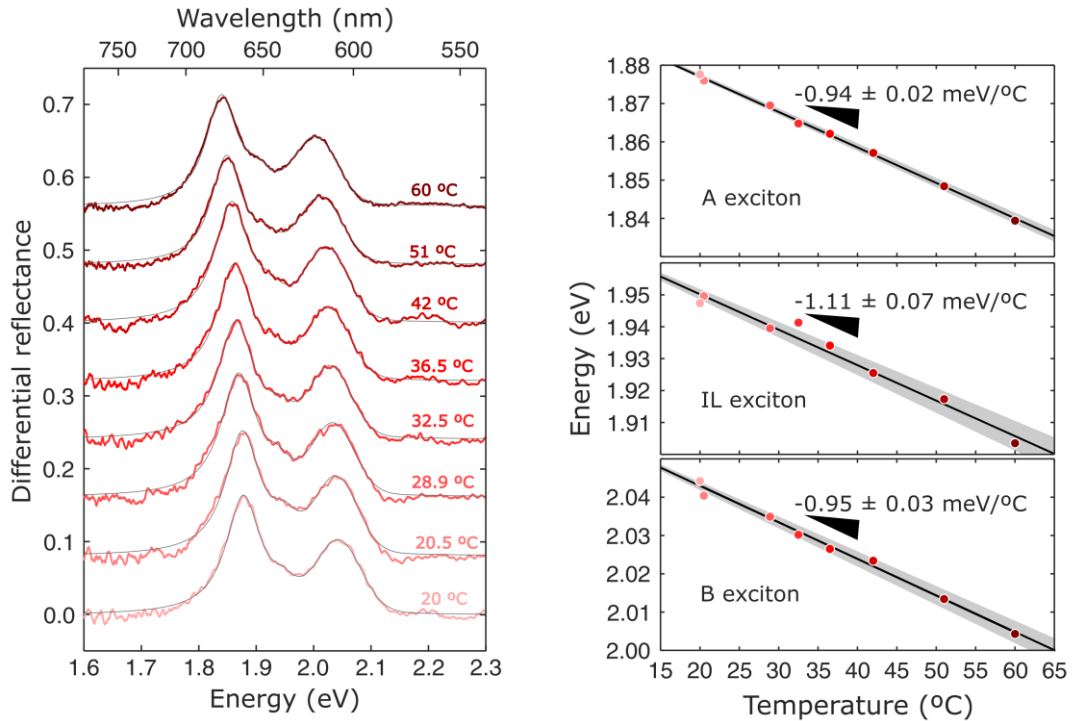 Wavelength (nm)
750 700 650 600 550
Differential reflectance
0.7
0.6
0.5
0.4
0.3
0.2
0.1
0.0
60 ºC
51 ºC
42 ºC
36.5 ºC
32.5 ºC
28.9 ºC
20.5 ºC
20 ºC
1.6 1.7 1.8 1.9 2.0 2.1 2.2 2.3
Energy (eV)
Energy (eV)
1.88
1.87
1.86
1.85
1.84
-0.94 ± 0.02 meV/ºC
A exciton
1.95
1.94
1.93
1.92
1.91
-1.11 ± 0.07 meV/ºC
IL exciton
2.04
2.03
2.02
2.01
2.00
-0.95 ± 0.03 meV/ºC
B exciton
15 20 25 30 35 40 45 50 55 60 65
Temperature (ºC)